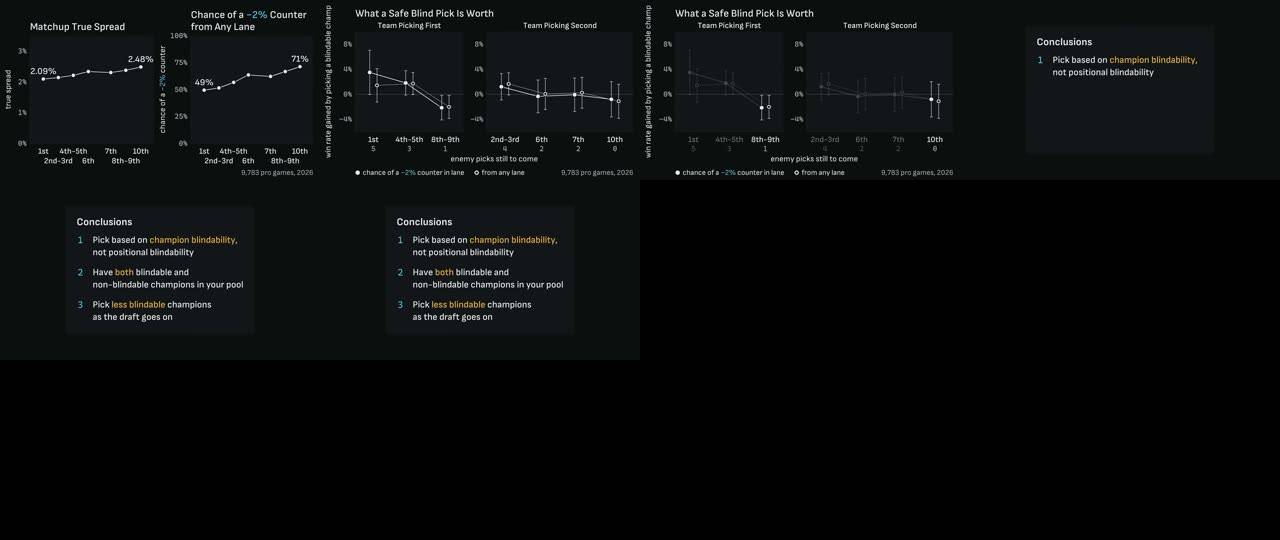 Matchup True Spread
true spread
3%
2%
1%
0%
2.09%
2.48%
1st
4th-5th
7th
10th
2nd-3rd
6th
8th-9th
Chance of a -2% Counter
from Any Lane
chance of a -2% counter
100%
75%
50%
25%
0%
49%
71%
1st
4th-5th
7th
10th
2nd-3rd
6th
8th-9th
9,783 pro games, 2026
What a Safe Blind Pick Is Worth
win rate gained by picking a blindable champ
Team Picking First
8%
4%
0%
-4%
1st
4th-5th
8th-9th
5
3
1
Team Picking Second
8%
4%
0%
-4%
2nd-3rd
6th
7th
10th
4
2
2
0
enemy picks still to come
chance of a -2% counter in lane
from any lane
9,783 pro games, 2026
What a Safe Blind Pick Is Worth
win rate gained by picking a blindable champ
Team Picking First
8%
4%
0%
-4%
1st
4th-5th
8th-9th
5
3
1
Team Picking Second
8%
4%
0%
-4%
2nd-3rd
6th
7th
10th
4
2
2
0
enemy picks still to come
chance of a -2% counter in lane
from any lane
9,783 pro games, 2026
Conclusions
1 Pick based on champion blindability,
not positional blindability
Conclusions
1 Pick based on champion blindability,
not positional blindability
2 Have both blindable and
non-blindable champions in your pool
3 Pick less blindable champions
as the draft goes on
Conclusions
1 Pick based on champion blindability,
not positional blindability
2 Have both blindable and
non-blindable champions in your pool
3 Pick less blindable champions
as the draft goes on